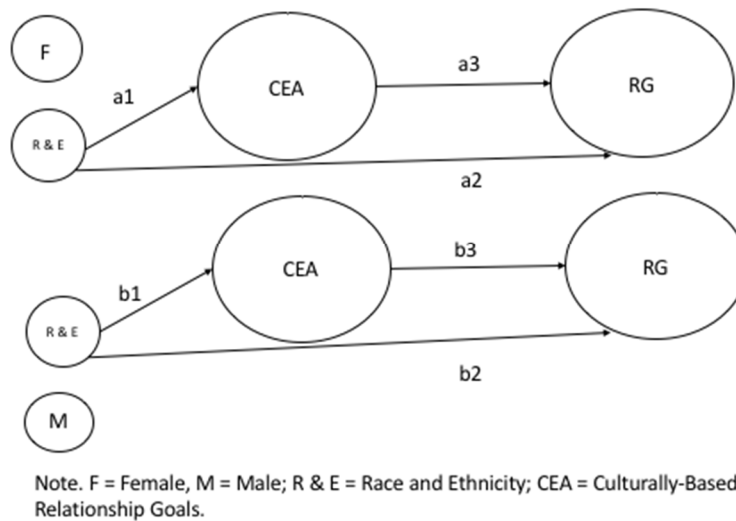 F
CEA
a3
RG
a1
R & E
a2
CEA
b3
RG
b1
R & E
b2
M
Note. F = Female, M = Male; R & E = Race and Ethnicity; CEA = Culturally-Based
Relationship Goals.